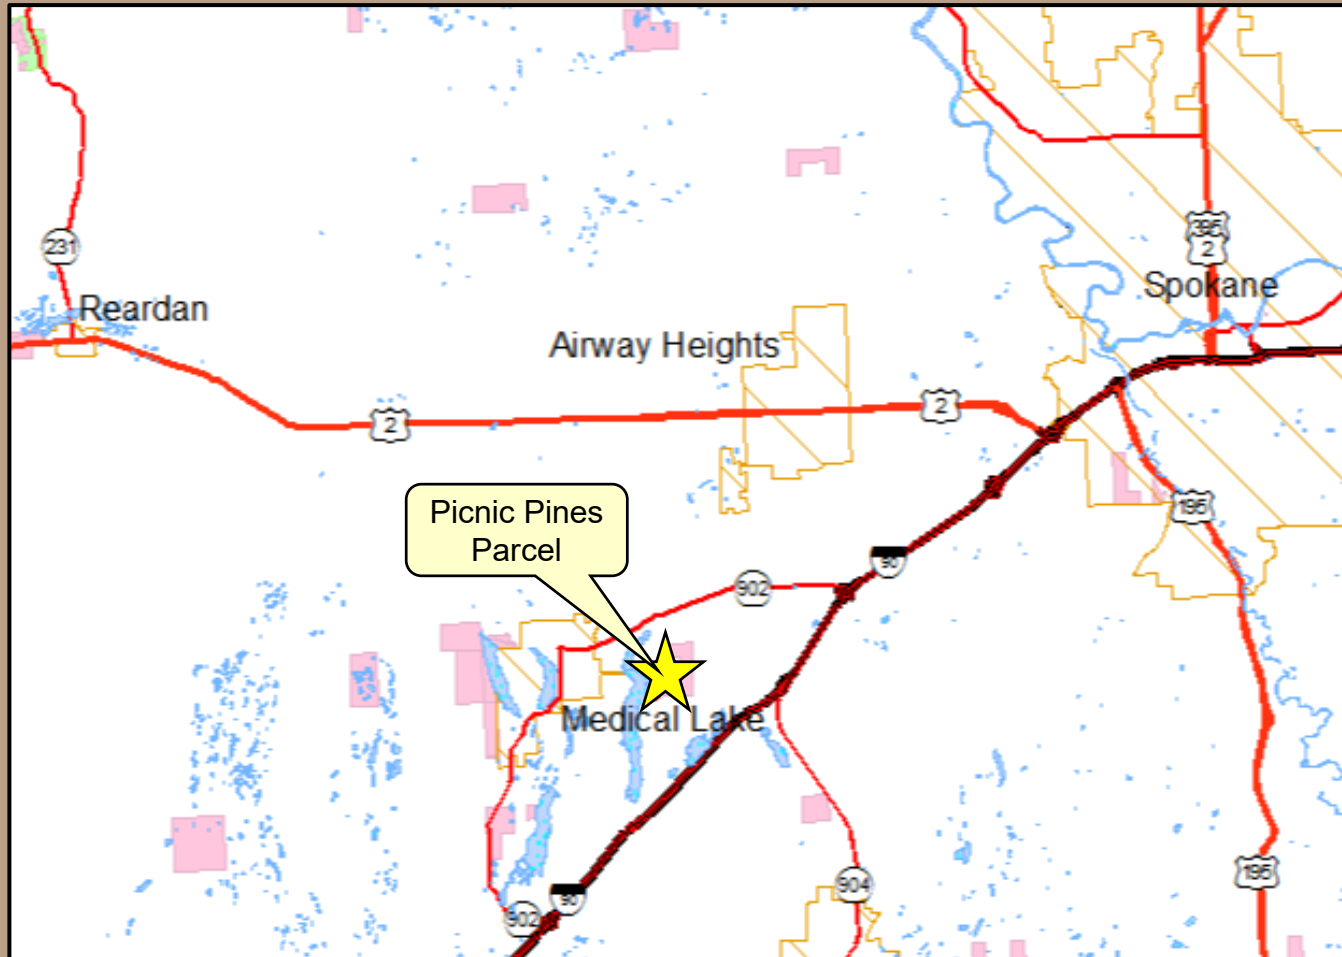 231
Reardan
395
2
Spokane
Airway Heights
2
2
Picnic Pines
Parcel
195
90
902
Medical Lake
904
195
90
902